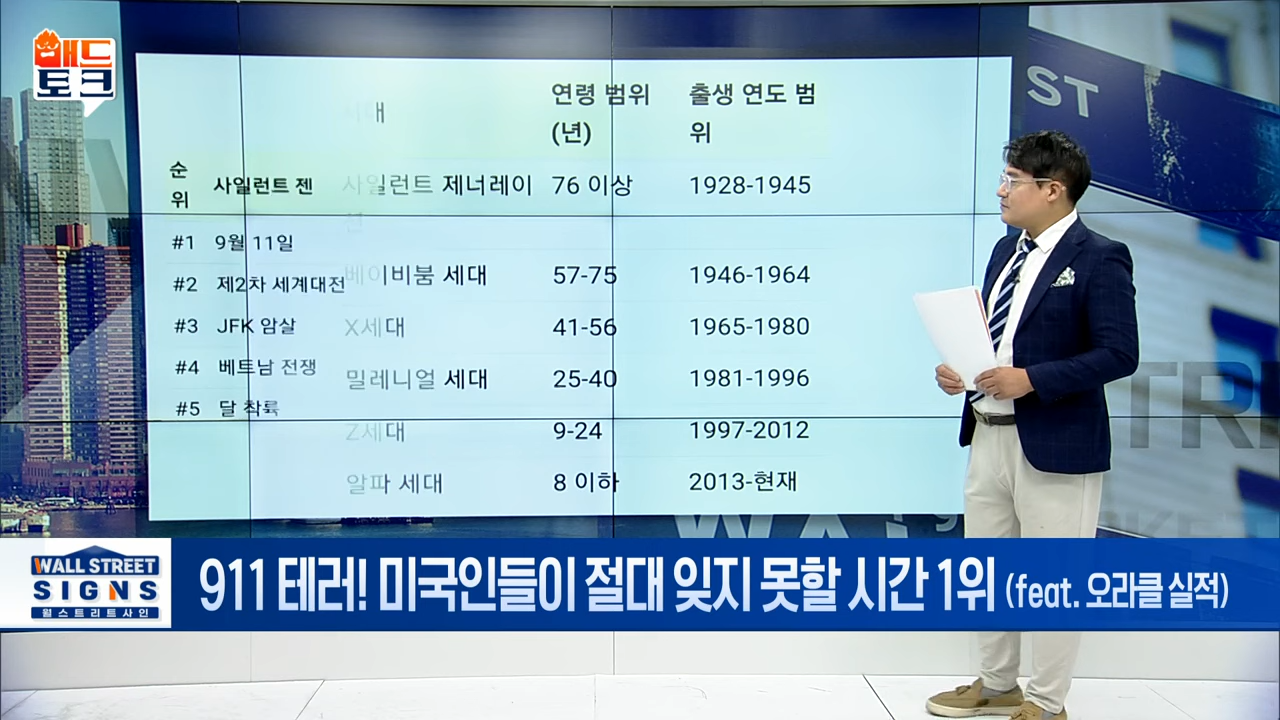 매드
토크
ST
세대
연령 범위
(년)
출생 연도 범
위
순
위
사일런트 젠
사일런트 제너레이
션
76 이상
1928-1945
#1 9월 11일
#2 제2차 세계대전
베이비붐 세대
57-75
1946-1964
#3 JFK 암살
X세대
41-56
1965-1980
#4 베트남 전쟁
밀레니얼 세대
25-40
1981-1996
#5 달 착륙
Z세대
9-24
1997-2012
알파 세대
8 이하
2013-현재
WALL STREET
SIGNS
월스트리트사인
911 테러! 미국인들이 절대 잊지 못할 시간 1위 (feat. 오라클 실적)